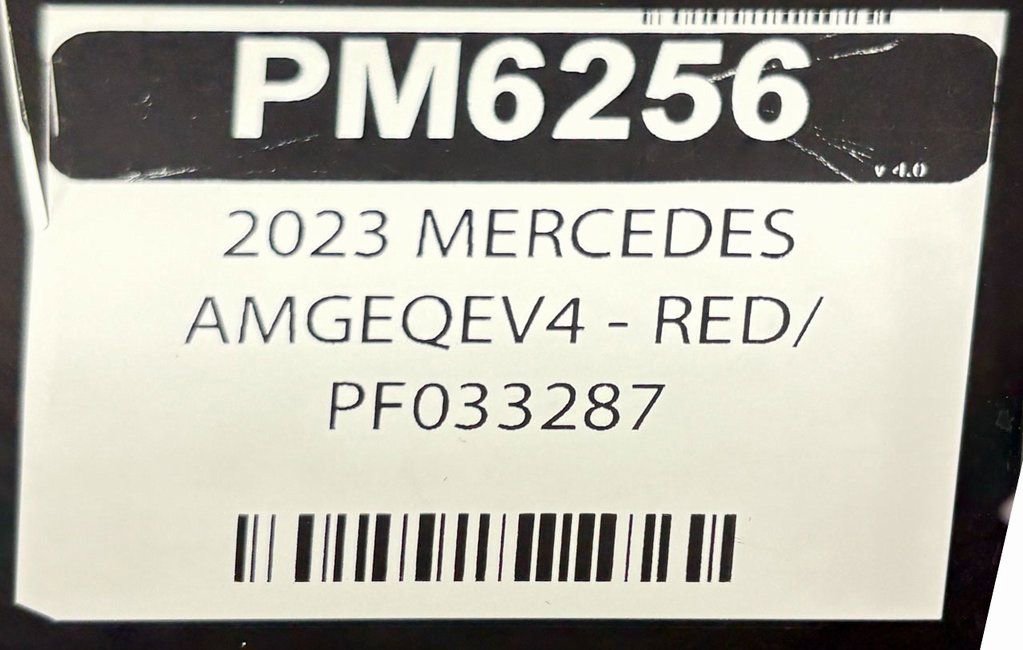 PM6256
v 4.0
2023 MERCEDES
AMGEQEV4 - RED/
PF033287